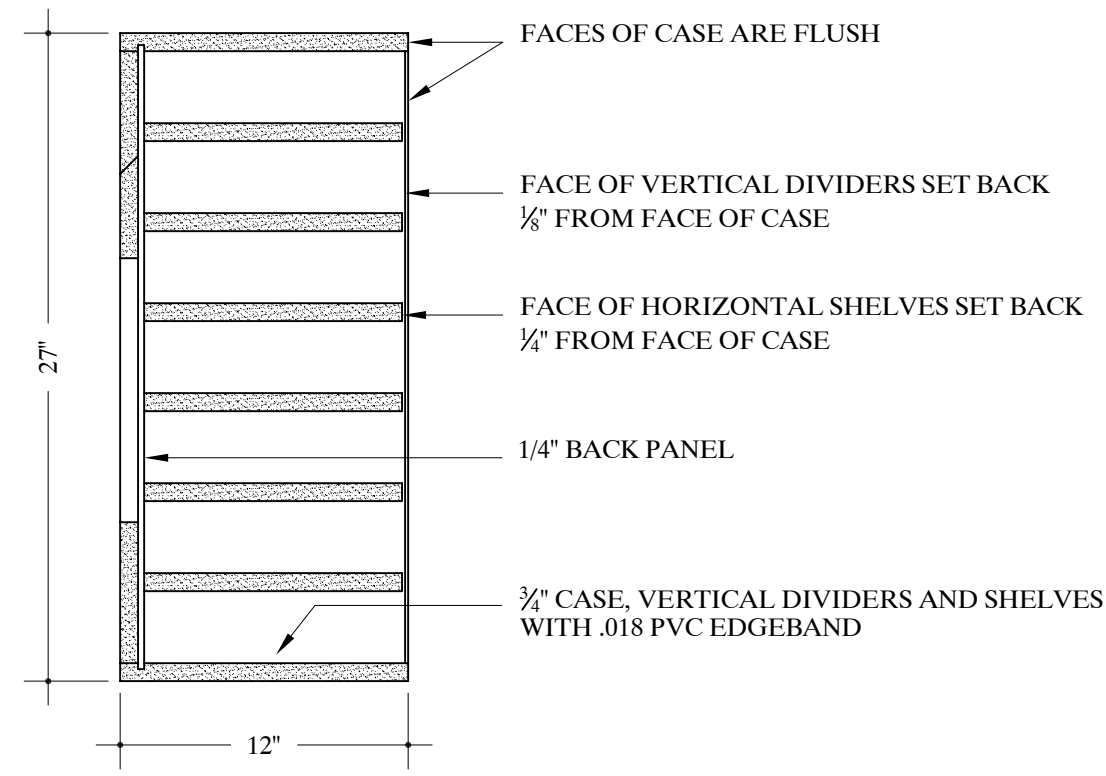 FACES OF CASE ARE FLUSH
FACE OF VERTICAL DIVIDERS SET BACK
⅛" FROM FACE OF CASE
FACE OF HORIZONTAL SHELVES SET BACK
¼" FROM FACE OF CASE
27"
1/4" BACK PANEL
¾" CASE, VERTICAL DIVIDERS AND SHELVES
WITH .018 PVC EDGEBAND
12"